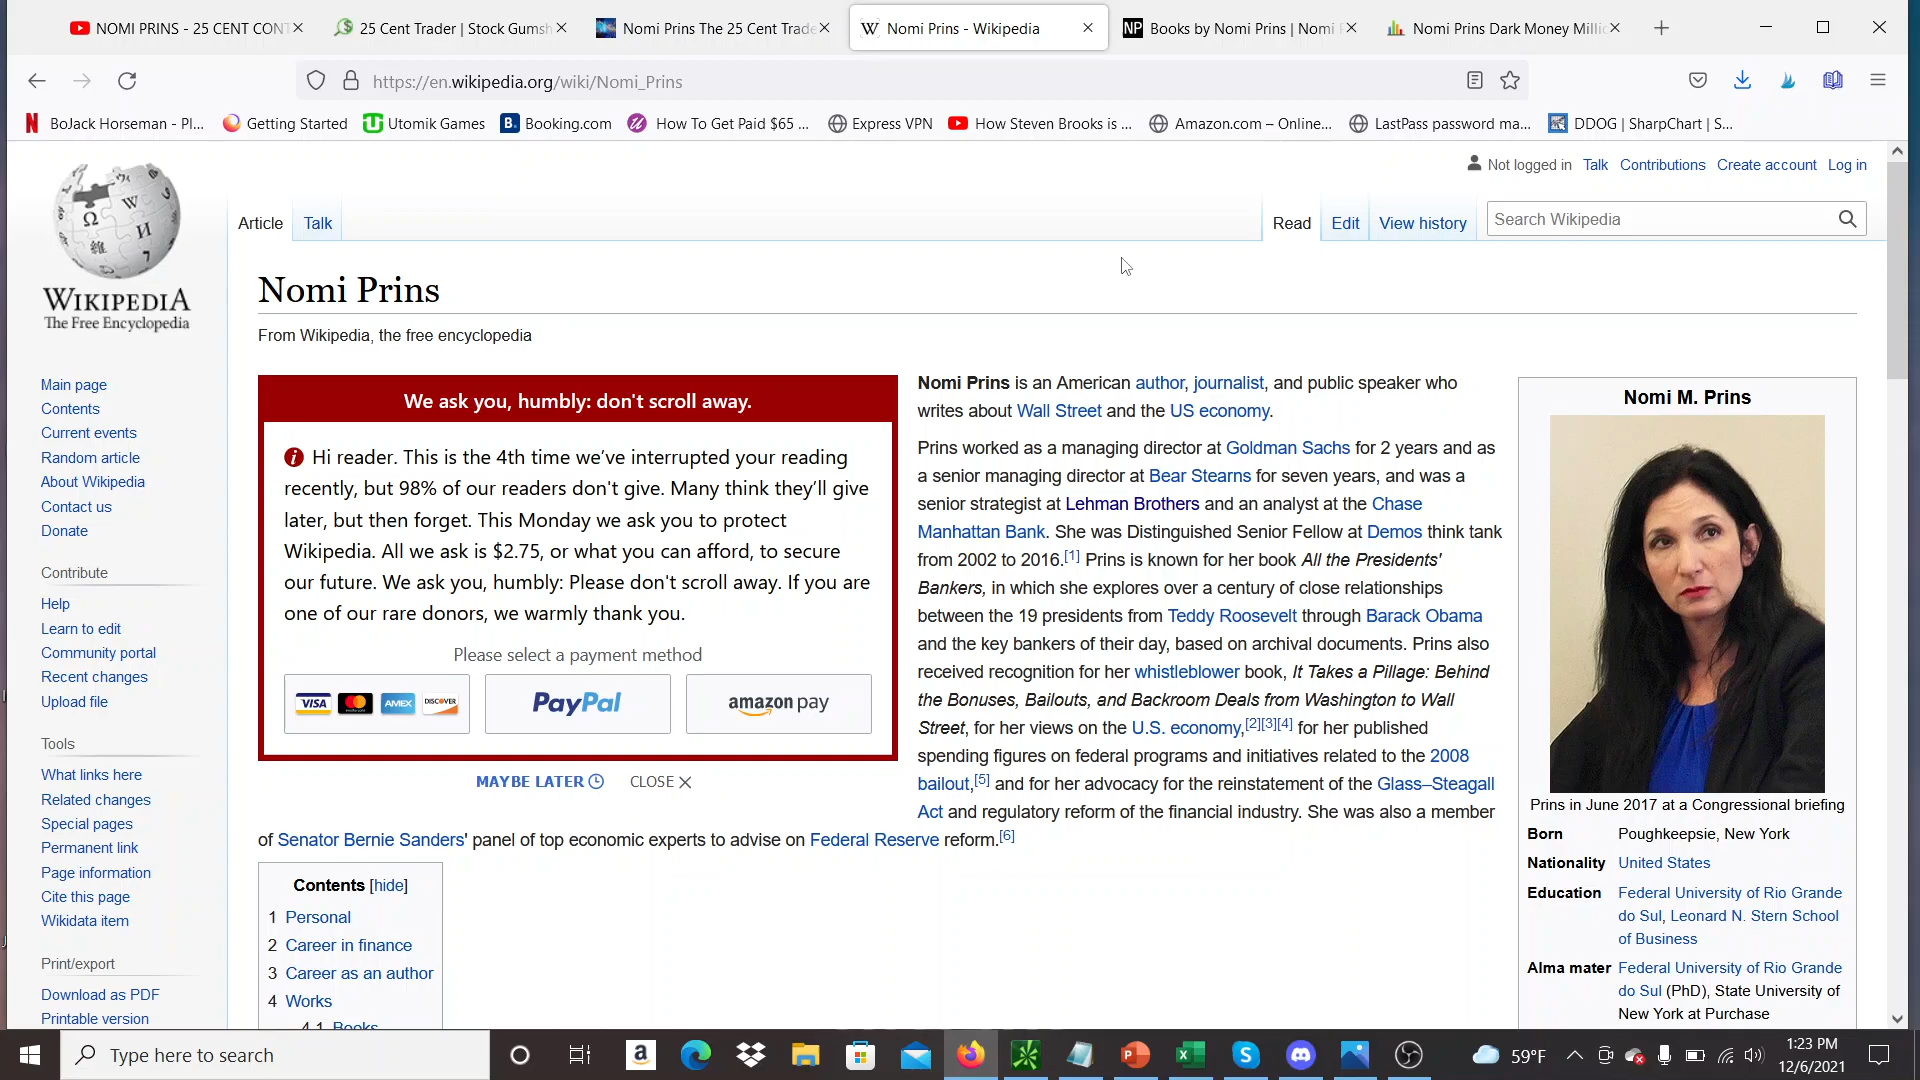 NOMI PRINS - 25 CENT CONT
25 Cent Trader | Stock Gumsh
Nomi Prins The 25 Cent Trade
Nomi Prins - Wikipedia
NP Books by Nomi Prins | Nomi P
Nomi Prins Dark Money Millic
https://en.wikipedia.org/wiki/Nomi_Prins
BoJack Horseman - Pl...
Getting Started
Utomik Games
B. Booking.com
How To Get Paid $65 ...
Express VPN
How Steven Brooks is ...
Amazon.com – Online...
LastPass password ma...
DDOG | SharpChart | S...
Not logged in Talk Contributions Create account Log in
Article Talk
Read Edit View history
Search Wikipedia
WIKIPEDIA
The Free Encyclopedia
Main page
Contents
Current events
Random article
About Wikipedia
Contact us
Donate
Contribute
Help
Learn to edit
Community portal
Recent changes
Upload file
Tools
What links here
Related changes
Special pages
Permanent link
Page information
Cite this page
Wikidata item
Print/export
Download as PDF
Printable version
Nomi Prins
From Wikipedia, the free encyclopedia
We ask you, humbly: don't scroll away.
Hi reader. This is the 4th time we've interrupted your reading
recently, but 98% of our readers don't give. Many think they'll give
later, but then forget. This Monday we ask you to protect
Wikipedia. All we ask is $2.75, or what you can afford, to secure
our future. We ask you, humbly: Please don't scroll away. If you are
one of our rare donors, we warmly thank you.
Please select a payment method
VISA AMEX DISCOVER
PayPal
amazon pay
MAYBE LATER CLOSE
Nomi Prins is an American author, journalist, and public speaker who
writes about Wall Street and the US economy.
Prins worked as a managing director at Goldman Sachs for 2 years and as
a senior managing director at Bear Stearns for seven years, and was a
senior strategist at Lehman Brothers and an analyst at the Chase
Manhattan Bank. She was Distinguished Senior Fellow at Demos think tank
from 2002 to 2016.[1] Prins is known for her book All the Presidents'
Bankers, in which she explores over a century of close relationships
between the 19 presidents from Teddy Roosevelt through Barack Obama
and the key bankers of their day, based on archival documents. Prins also
received recognition for her whistleblower book, It Takes a Pillage: Behind
the Bonuses, Bailouts, and Backroom Deals from Washington to Wall
Street, for her views on the U.S. economy,[2][3][4] for her published
spending figures on federal programs and initiatives related to the 2008
bailout,[5] and for her advocacy for the reinstatement of the Glass–Steagall
Act and regulatory reform of the financial industry. She was also a member
of Senator Bernie Sanders' panel of top economic experts to advise on Federal Reserve reform.[6]
Contents [hide]
1 Personal
2 Career in finance
3 Career as an author
4 Works
4.1 Books
Nomi M. Prins
Prins in June 2017 at a Congressional briefing
Born Poughkeepsie, New York
Nationality United States
Education Federal University of Rio Grande
do Sul, Leonard N. Stern School
of Business
Alma mater Federal University of Rio Grande
do Sul (PhD), State University of
New York at Purchase
Type here to search
59°F
1:23 PM
12/6/2021